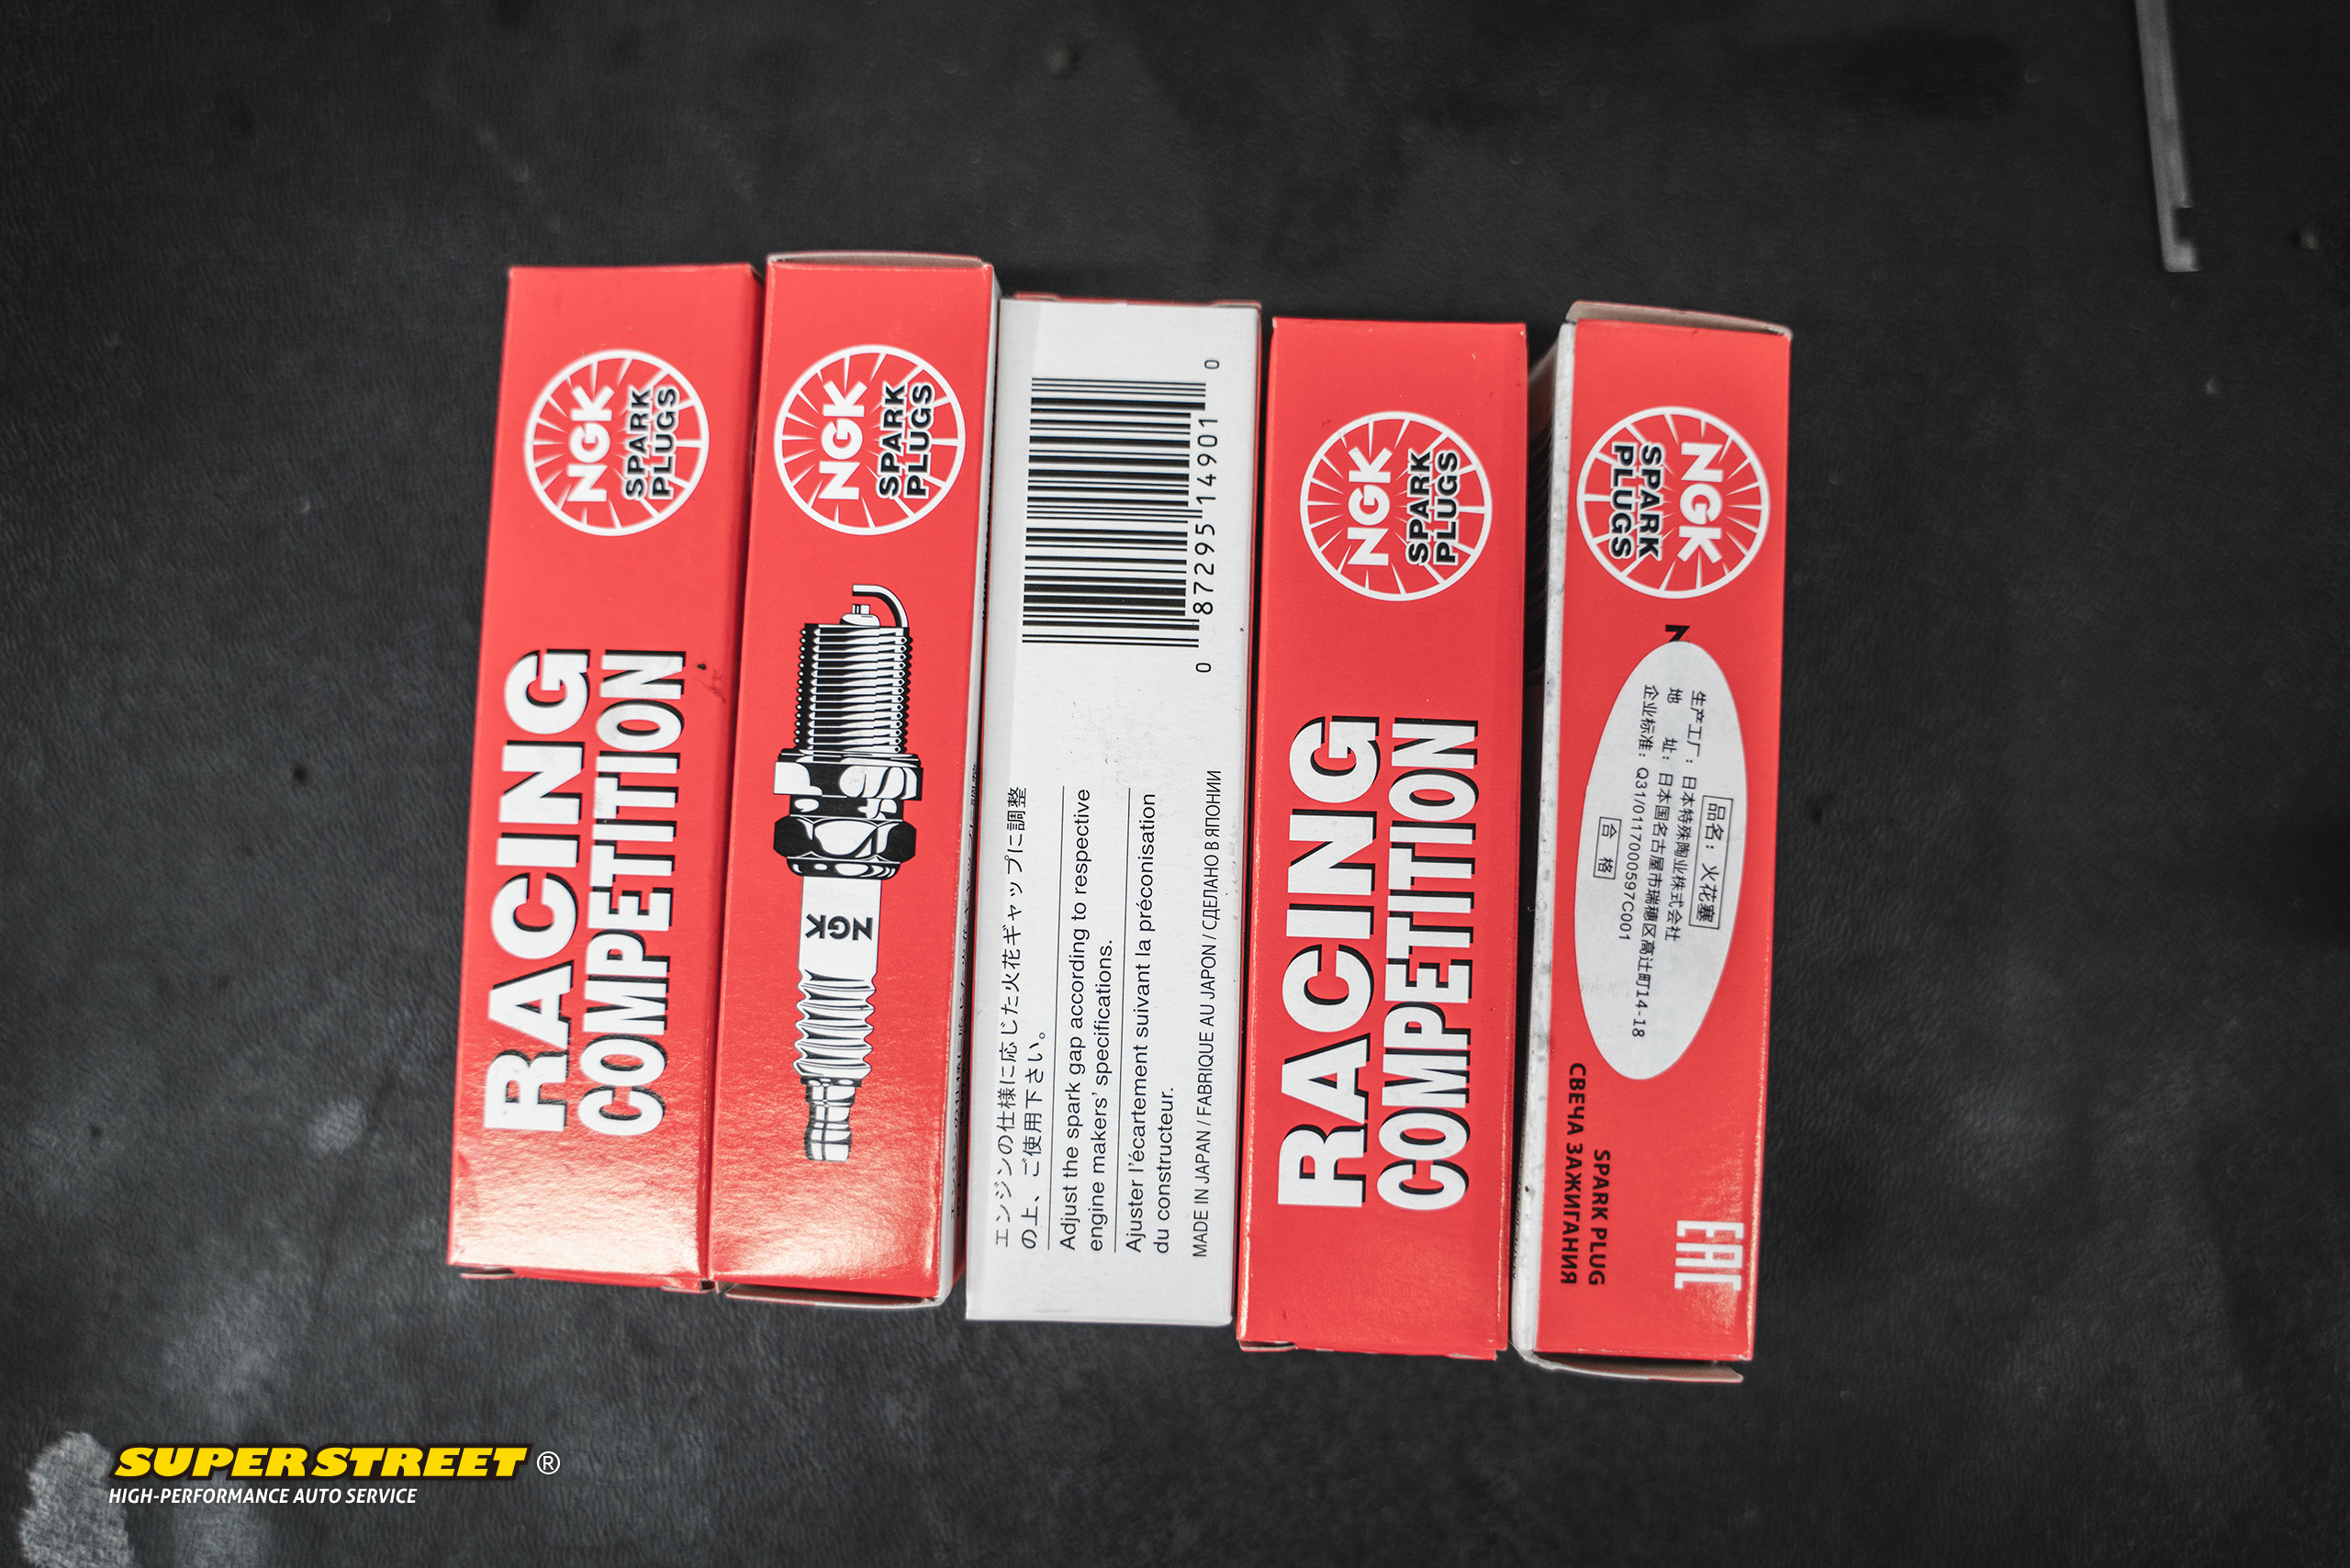 NGK
SPARK
PLUGS
RACING
COMPETITION
NGK
SPARK
PLUGS
NGK
0 87295 14901 0
エンジンの仕様に応じた火花ギャップに調整
の上、ご使用下さい。
Adjust the spark gap according to respective
engine makers' specifications.
Ajuster l'écartement suivant la préconisation
du constructeur.
MADE IN JAPAN / FABRIQUE AU JAPON / СДЕЛАНО В ЯПОНИИ
NGK
SPARK
PLUGS
RACING
COMPETITION
NGK
SPARK
PLUGS
品名：火花塞
生产工厂：日本特殊陶业株式会社
地 址：日本国名古屋市瑞穗区高辻町14-18
企业标准：Q31/0117000597C001
合 格
EAC
SPARK PLUG
СВЕЧА ЗАЖИГАНИЯ
SUPER STREET ®
HIGH-PERFORMANCE AUTO SERVICE